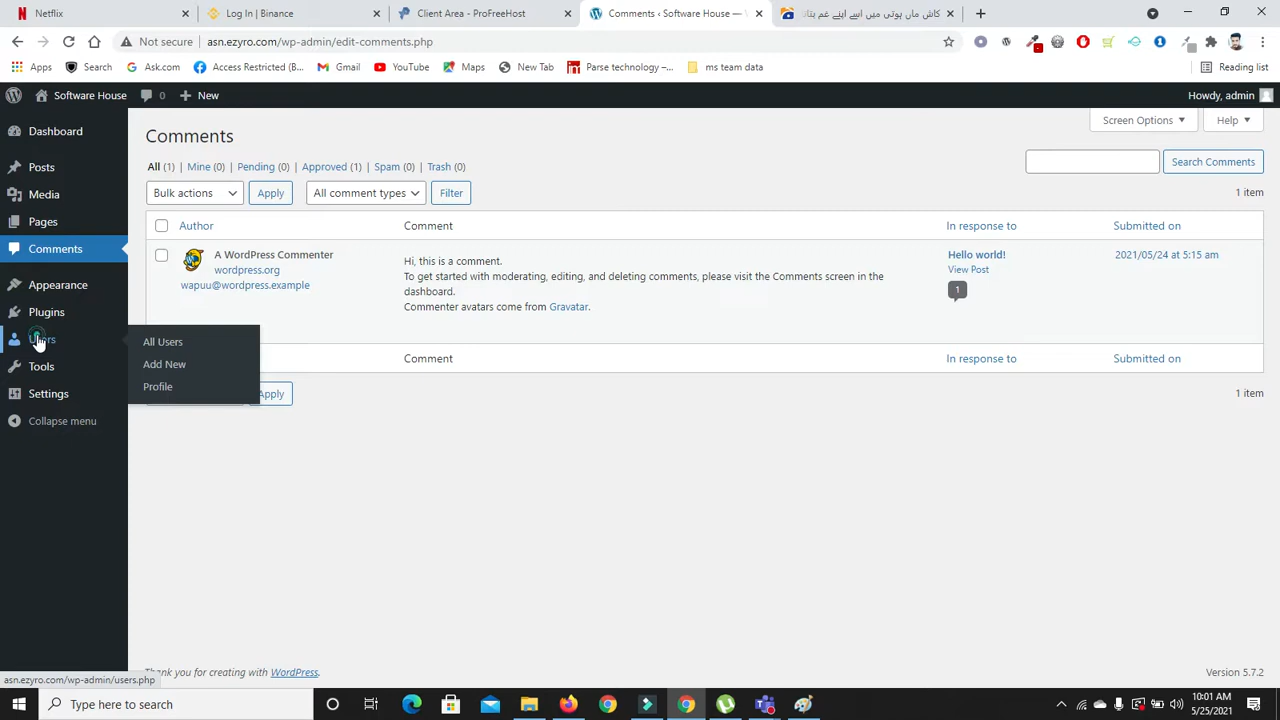 Netflix
Log In | Binance
Client Area - ProFreeHost
Comments ‹ Software House — W
کاش ماں ہوتی میں اسے اپنے غم بتاتا
Not secure
asn.ezyro.com/wp-admin/edit-comments.php
Apps
Search
Ask.com
Access Restricted (B...
Gmail
YouTube
Maps
New Tab
Parse technology –...
ms team data
Reading list
Software House
0
New
Howdy, admin
Dashboard
Posts
Media
Pages
Comments
Appearance
Plugins
Users
Tools
Settings
Collapse menu
All Users
Add New
Profile
Comments
Screen Options
Help
All (1) | Mine (0) | Pending (0) | Approved (1) | Spam (0) | Trash (0)
Search Comments
Bulk actions
Apply
All comment types
Filter
1 item
Author
Comment
In response to
Submitted on
A WordPress Commenter
wordpress.org
wapuu@wordpress.example
Hi, this is a comment.
To get started with moderating, editing, and deleting comments, please visit the Comments screen in the
dashboard.
Commenter avatars come from Gravatar.
Hello world!
View Post
1
2021/05/24 at 5:15 am
Comment
In response to
Submitted on
Apply
1 item
Thank you for creating with WordPress.
Version 5.7.2
asn.ezyro.com/wp-admin/users.php
Type here to search
10:01 AM
5/25/2021